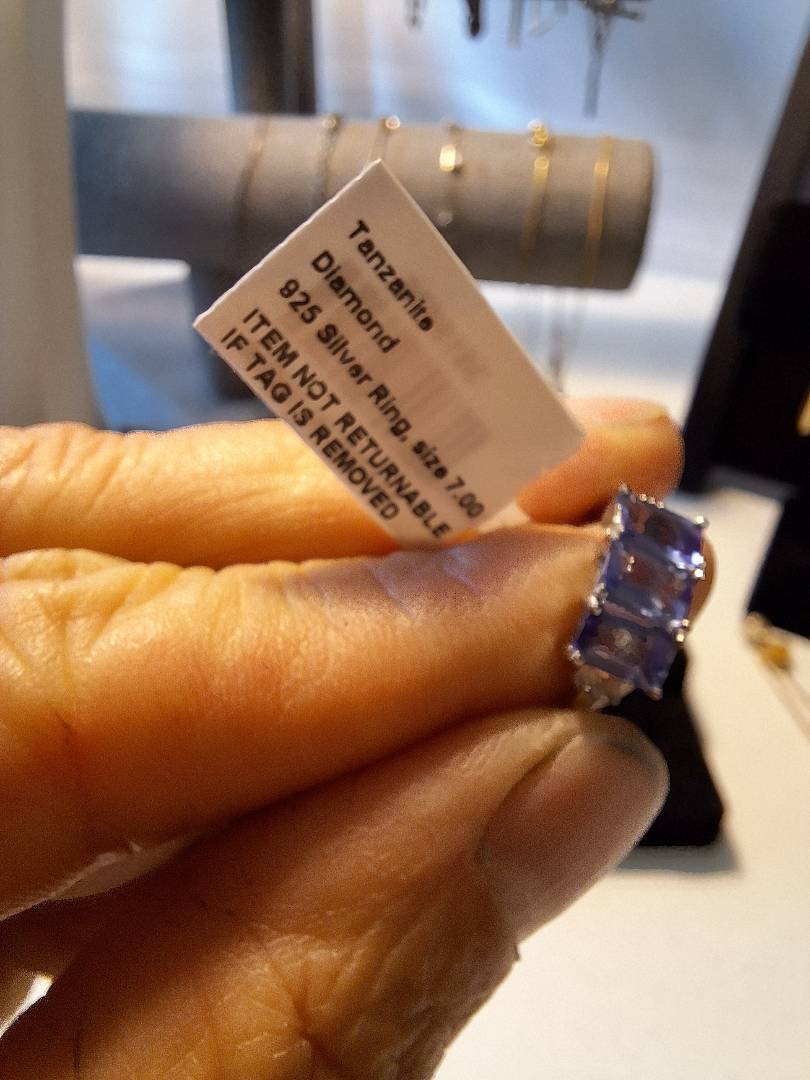 Tanzanite
Diamond
925 Silver Ring, size 7.00
ITEM NOT RETURNABLE
IF TAG IS REMOVED